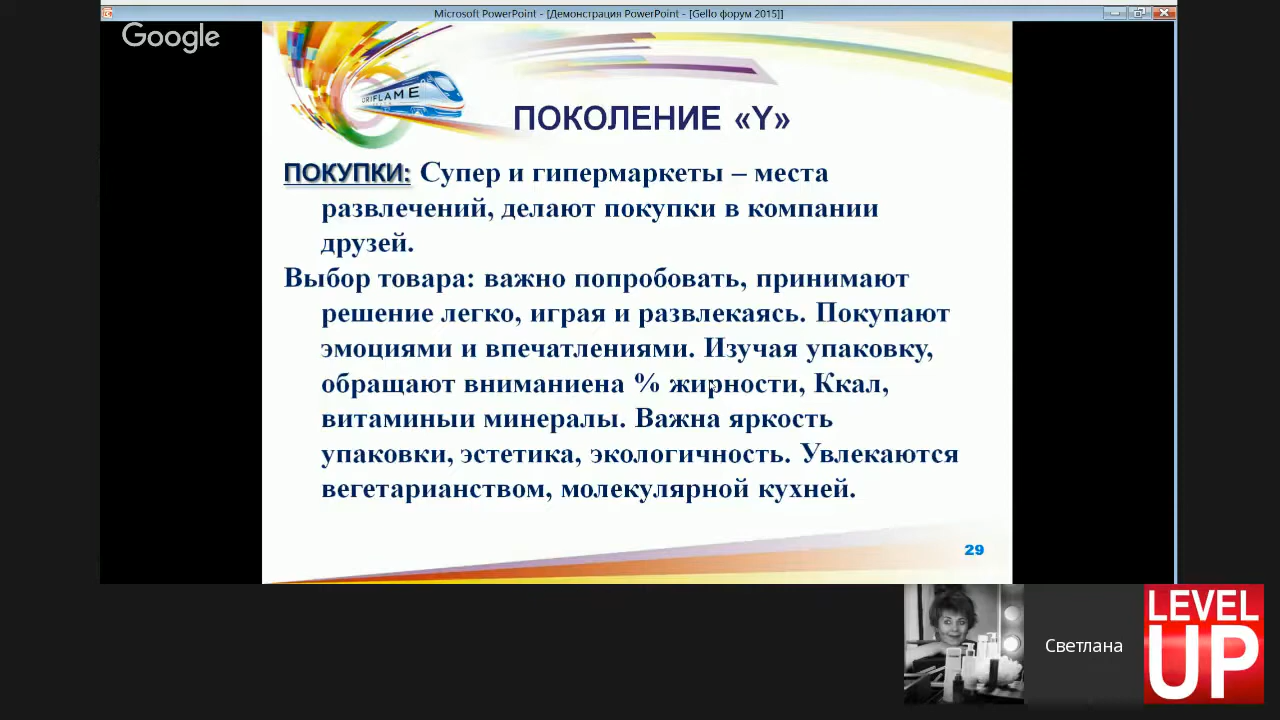 Microsoft PowerPoint - [Демонстрация PowerPoint - [Gello форум 2015]]
Google
ORIFLAME
ПОКОЛЕНИЕ «Y»
ПОКУПКИ: Супер и гипермаркеты – места
развлечений, делают покупки в компании
друзей.
Выбор товара: важно попробовать, принимают
решение легко, играя и развлекаясь. Покупают
эмоциями и впечатлениями. Изучая упаковку,
обращают вниманиена % жирности, Ккал,
витаминыи минералы. Важна яркость
упаковки, эстетика, экологичность. Увлекаются
вегетарианством, молекулярной кухней.
29
Светлана
LEVEL
UP